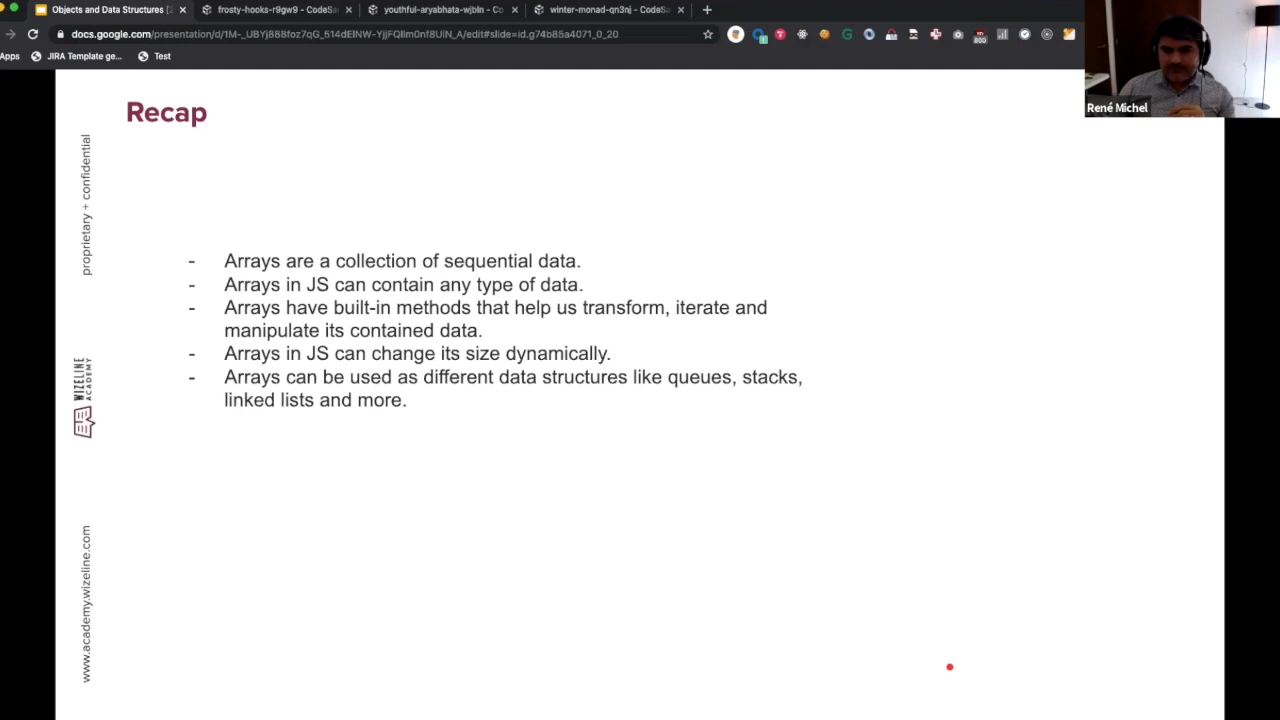 Objects and Data Structures [
frosty-hooks-r9gw9 - CodeSa
youthful-aryabhata-wjbln - Co
winter-monad-qn3nj - CodeSa
Apps
JIRA Template ge...
Test
René Michel
Recap
proprietary + confidential
WIZELINE
ACADEMY
www.academy.wizeline.com
- Arrays are a collection of sequential data.
- Arrays in JS can contain any type of data.
- Arrays have built-in methods that help us transform, iterate and
manipulate its contained data.
- Arrays in JS can change its size dynamically.
- Arrays can be used as different data structures like queues, stacks,
linked lists and more.